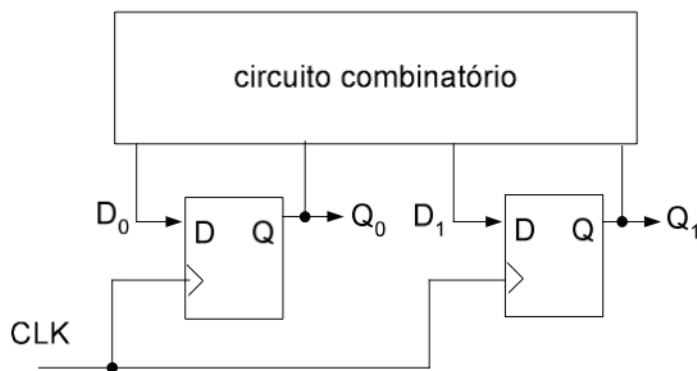 circuito combinatório
D₀ D Q Q₀ D₁ D Q Q₁
CLK